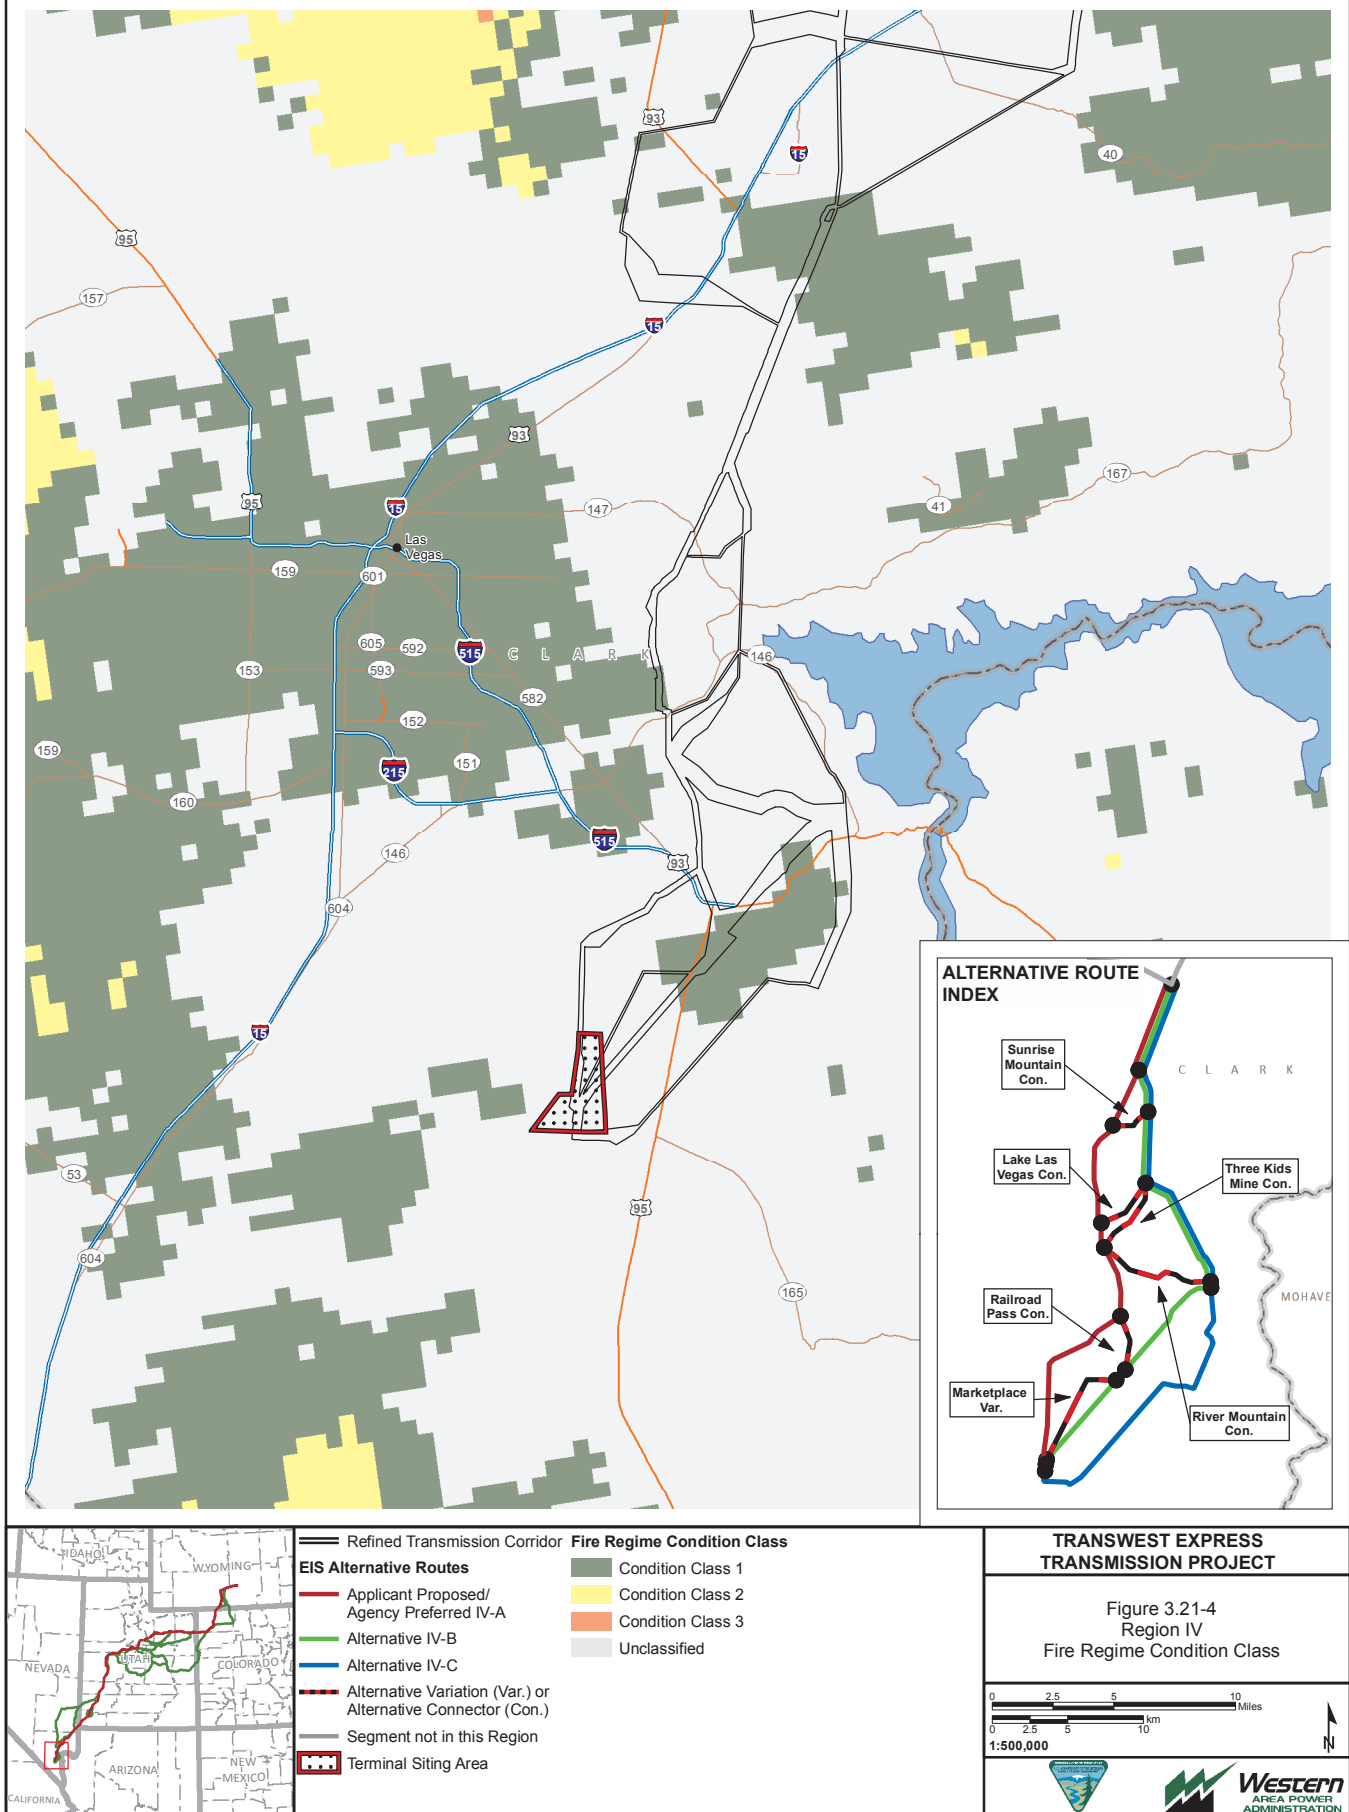 93
15
40
95
157
15
93
167
95
15
147
41
Las
Vegas
159
601
605
592
515
C L A R K
146
153
593
582
152
159
215
151
160
515
93
146
604
15
53
95
604
165
ALTERNATIVE ROUTE
INDEX
Sunrise
Mountain
Con.
C L A R K
Lake Las
Vegas Con.
Three Kids
Mine Con.
Railroad
Pass Con.
MOHAVE
Marketplace
Var.
River Mountain
Con.
IDAHO
WYOMING
NEVADA
UTAH
COLORADO
ARIZONA
NEW
MEXICO
CALIFORNIA
Refined Transmission Corridor
EIS Alternative Routes
Applicant Proposed/
Agency Preferred IV-A
Alternative IV-B
Alternative IV-C
Alternative Variation (Var.) or
Alternative Connector (Con.)
Segment not in this Region
Terminal Siting Area
Fire Regime Condition Class
Condition Class 1
Condition Class 2
Condition Class 3
Unclassified
TRANSWEST EXPRESS
TRANSMISSION PROJECT
Figure 3.21-4
Region IV
Fire Regime Condition Class
0 2.5 5 10
Miles
km
0 2.5 5 10
1:500,000
N
Western
AREA POWER
ADMINISTRATION